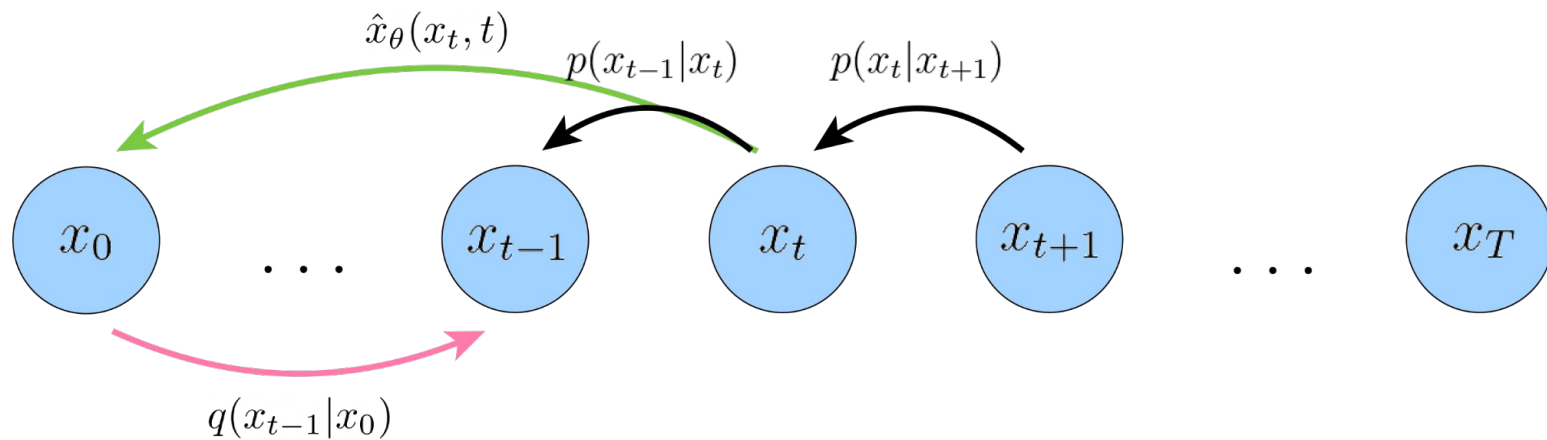 x̂_θ(x_t, t)
p(x_{t−1}|x_t)
p(x_t|x_{t+1})
x_0
. . .
x_{t−1}
x_t
x_{t+1}
. . .
x_T
q(x_{t−1}|x_0)